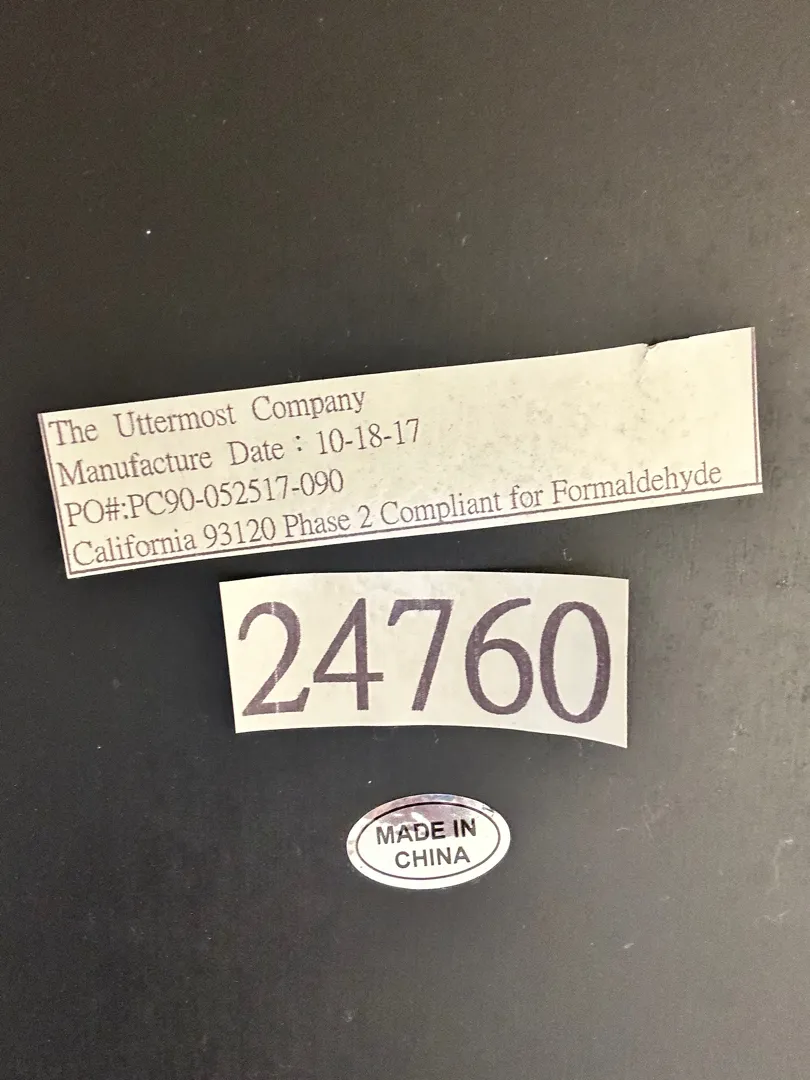 The Uttermost Company
Manufacture Date : 10-18-17
PO#:PC90-052517-090
California 93120 Phase 2 Compliant for Formaldehyde
24760
MADE IN
CHINA